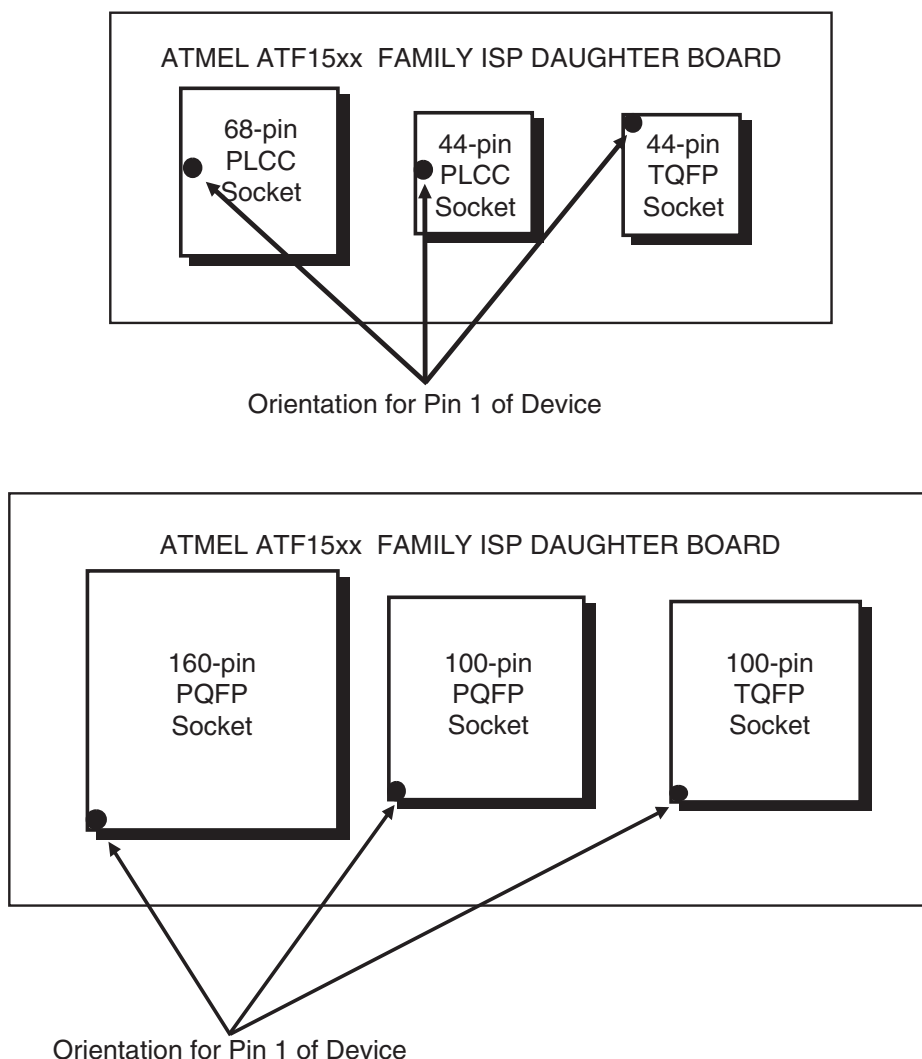 ATMEL ATF15xx FAMILY ISP DAUGHTER BOARD
68-pin
PLCC
Socket
44-pin
PLCC
Socket
44-pin
TQFP
Socket
Orientation for Pin 1 of Device
ATMEL ATF15xx FAMILY ISP DAUGHTER BOARD
160-pin
PQFP
Socket
100-pin
PQFP
Socket
100-pin
TQFP
Socket
Orientation for Pin 1 of Device